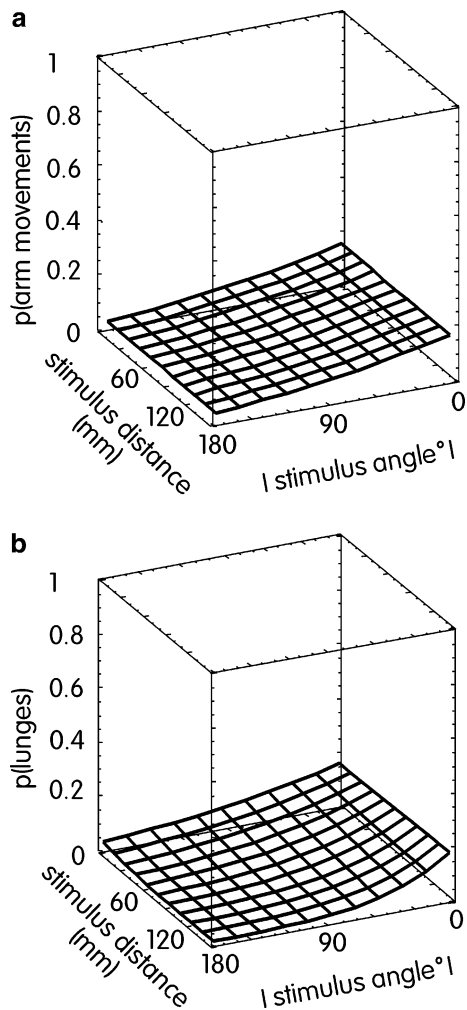 a
1
0.8
0.6
0.4
0.2
0
p(arm movements)
60
120
stimulus distance
(mm)
180
90
0
| stimulus angle°|
b
1
0.8
0.6
0.4
0.2
0
p(lunges)
60
120
stimulus distance
(mm)
180
90
0
| stimulus angle°|